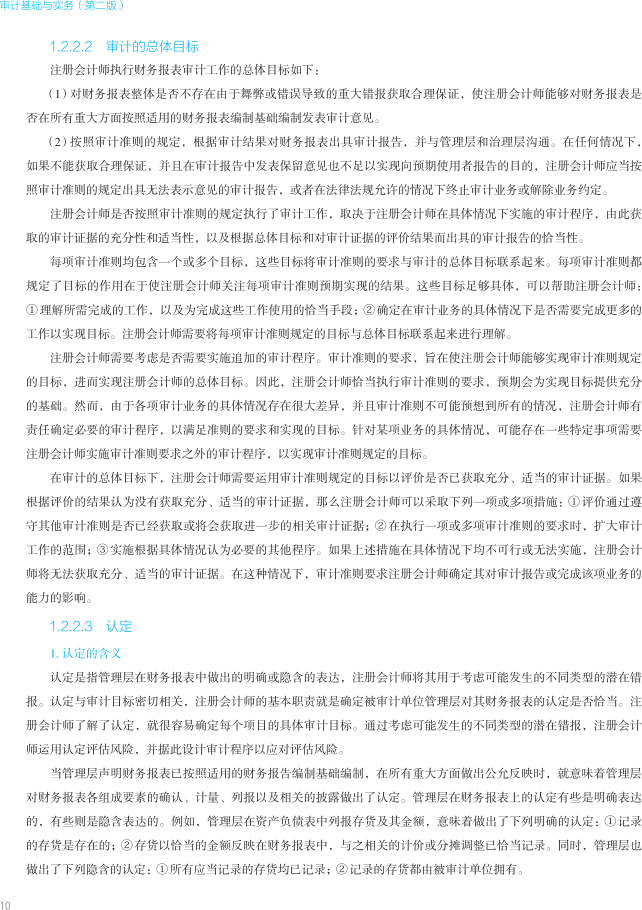 审计基础与实务（第二版）
1.2.2.2 审计的总体目标
注册会计师执行财务报表审计工作的总体目标如下：
（1）对财务报表整体是否不存在由于舞弊或错误导致的重大错报获取合理保证，使注册会计师能够对财务报表是
否在所有重大方面按照适用的财务报表编制基础编制发表审计意见。
（2）按照审计准则的规定，根据审计结果对财务报表出具审计报告，并与管理层和治理层沟通。在任何情况下，
如果不能获取合理保证，并且在审计报告中发表保留意见也不足以实现向预期使用者报告的目的，注册会计师应当按
照审计准则的规定出具无法表示意见的审计报告，或者在法律法规允许的情况下终止审计业务或解除业务约定。
注册会计师是否按照审计准则的规定执行了审计工作，取决于注册会计师在具体情况下实施的审计程序，由此获
取的审计证据的充分性和适当性，以及根据总体目标和对审计证据的评价结果而出具的审计报告的恰当性。
每项审计准则均包含一个或多个目标，这些目标将审计准则的要求与审计的总体目标联系起来。每项审计准则都
规定了目标的作用在于使注册会计师关注每项审计准则预期实现的结果。这些目标足够具体，可以帮助注册会计师：
①理解所需完成的工作，以及为完成这些工作使用的恰当手段；②确定在审计业务的具体情况下是否需要完成更多的
工作以实现目标。注册会计师需要将每项审计准则规定的目标与总体目标联系起来进行理解。
注册会计师需要考虑是否需要实施追加的审计程序。审计准则的要求，旨在使注册会计师能够实现审计准则规定
的目标，进而实现注册会计师的总体目标。因此，注册会计师恰当执行审计准则的要求，预期会为实现目标提供充分
的基础。然而，由于各项审计业务的具体情况存在很大差异，并且审计准则不可能预想到所有的情况，注册会计师有
责任确定必要的审计程序，以满足准则的要求和实现的目标。针对某项业务的具体情况，可能存在一些特定事项需要
注册会计师实施审计准则要求之外的审计程序，以实现审计准则规定的目标。
在审计的总体目标下，注册会计师需要运用审计准则规定的目标以评价是否已获取充分、适当的审计证据。如果
根据评价的结果认为没有获取充分、适当的审计证据，那么注册会计师可以采取下列一项或多项措施：①评价通过遵
守其他审计准则是否已经获取或将会获取进一步的相关审计证据；②在执行一项或多项审计准则的要求时，扩大审计
工作的范围；③实施根据具体情况认为必要的其他程序。如果上述措施在具体情况下均不可行或无法实施，注册会计
师将无法获取充分、适当的审计证据。在这种情况下，审计准则要求注册会计师确定其对审计报告或完成该项业务的
能力的影响。
1.2.2.3 认定
1. 认定的含义
认定是指管理层在财务报表中做出的明确或隐含的表达，注册会计师将其用于考虑可能发生的不同类型的潜在错
报。认定与审计目标密切相关，注册会计师的基本职责就是确定被审计单位管理层对其财务报表的认定是否恰当。注
册会计师了解了认定，就很容易确定每个项目的具体审计目标。通过考虑可能发生的不同类型的潜在错报，注册会计
师运用认定评估风险，并据此设计审计程序以应对评估风险。
当管理层声明财务报表已按照适用的财务报告编制基础编制，在所有重大方面做出公允反映时，就意味着管理层
对财务报表各组成要素的确认、计量、列报以及相关的披露做出了认定。管理层在财务报表上的认定有些是明确表达
的，有些则是隐含表达的。例如，管理层在资产负债表中列报存货及其金额，意味着做出了下列明确的认定：①记录
的存货是存在的；②存货以恰当的金额反映在财务报表中，与之相关的计价或分摊调整已恰当记录。同时，管理层也
做出了下列隐含的认定：①所有应当记录的存货均已记录；②记录的存货都由被审计单位拥有。
10